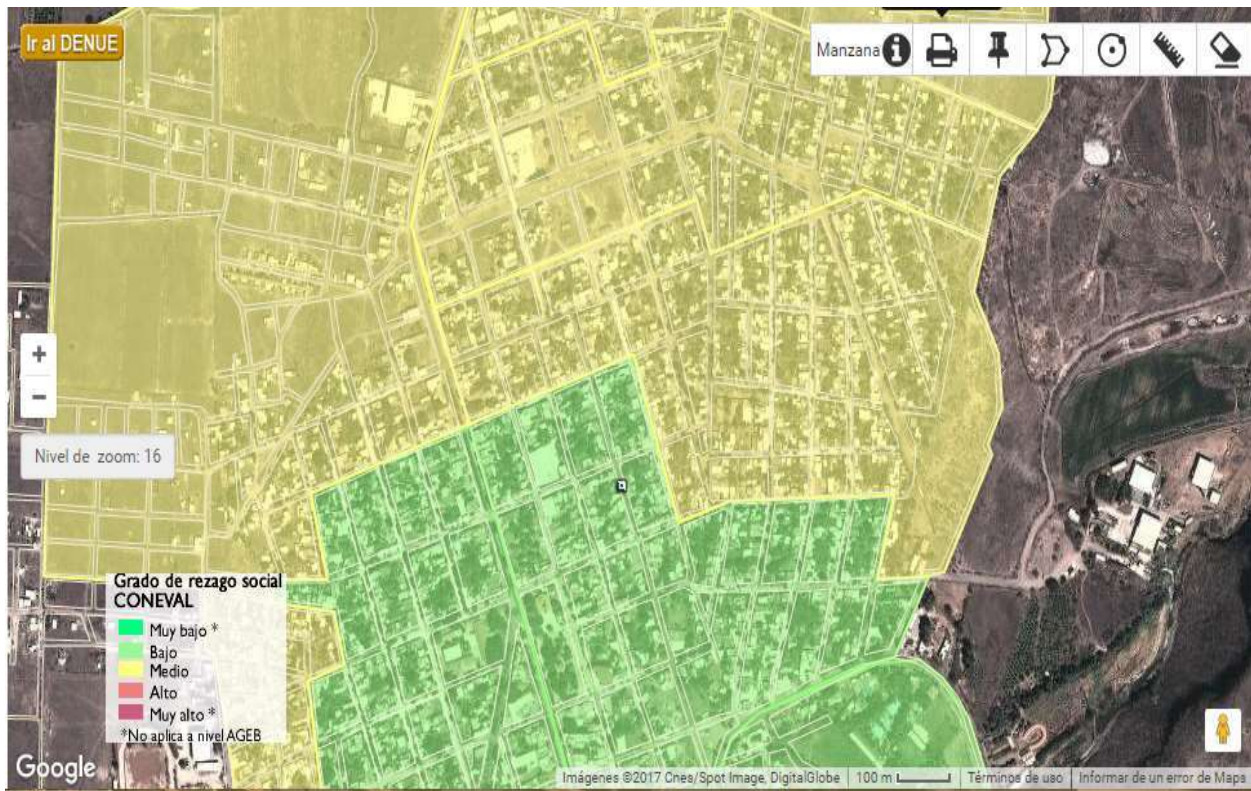 Ir al DENUE
Manzana
+
−
Nivel de zoom: 16
Grado de rezago social
CONEVAL
Muy bajo *
Bajo
Medio
Alto
Muy alto *
*No aplica a nivel AGEB
Google
Imágenes ©2017 Cnes/Spot Image, DigitalGlobe
100 m
Términos de uso
Informar de un error de Maps